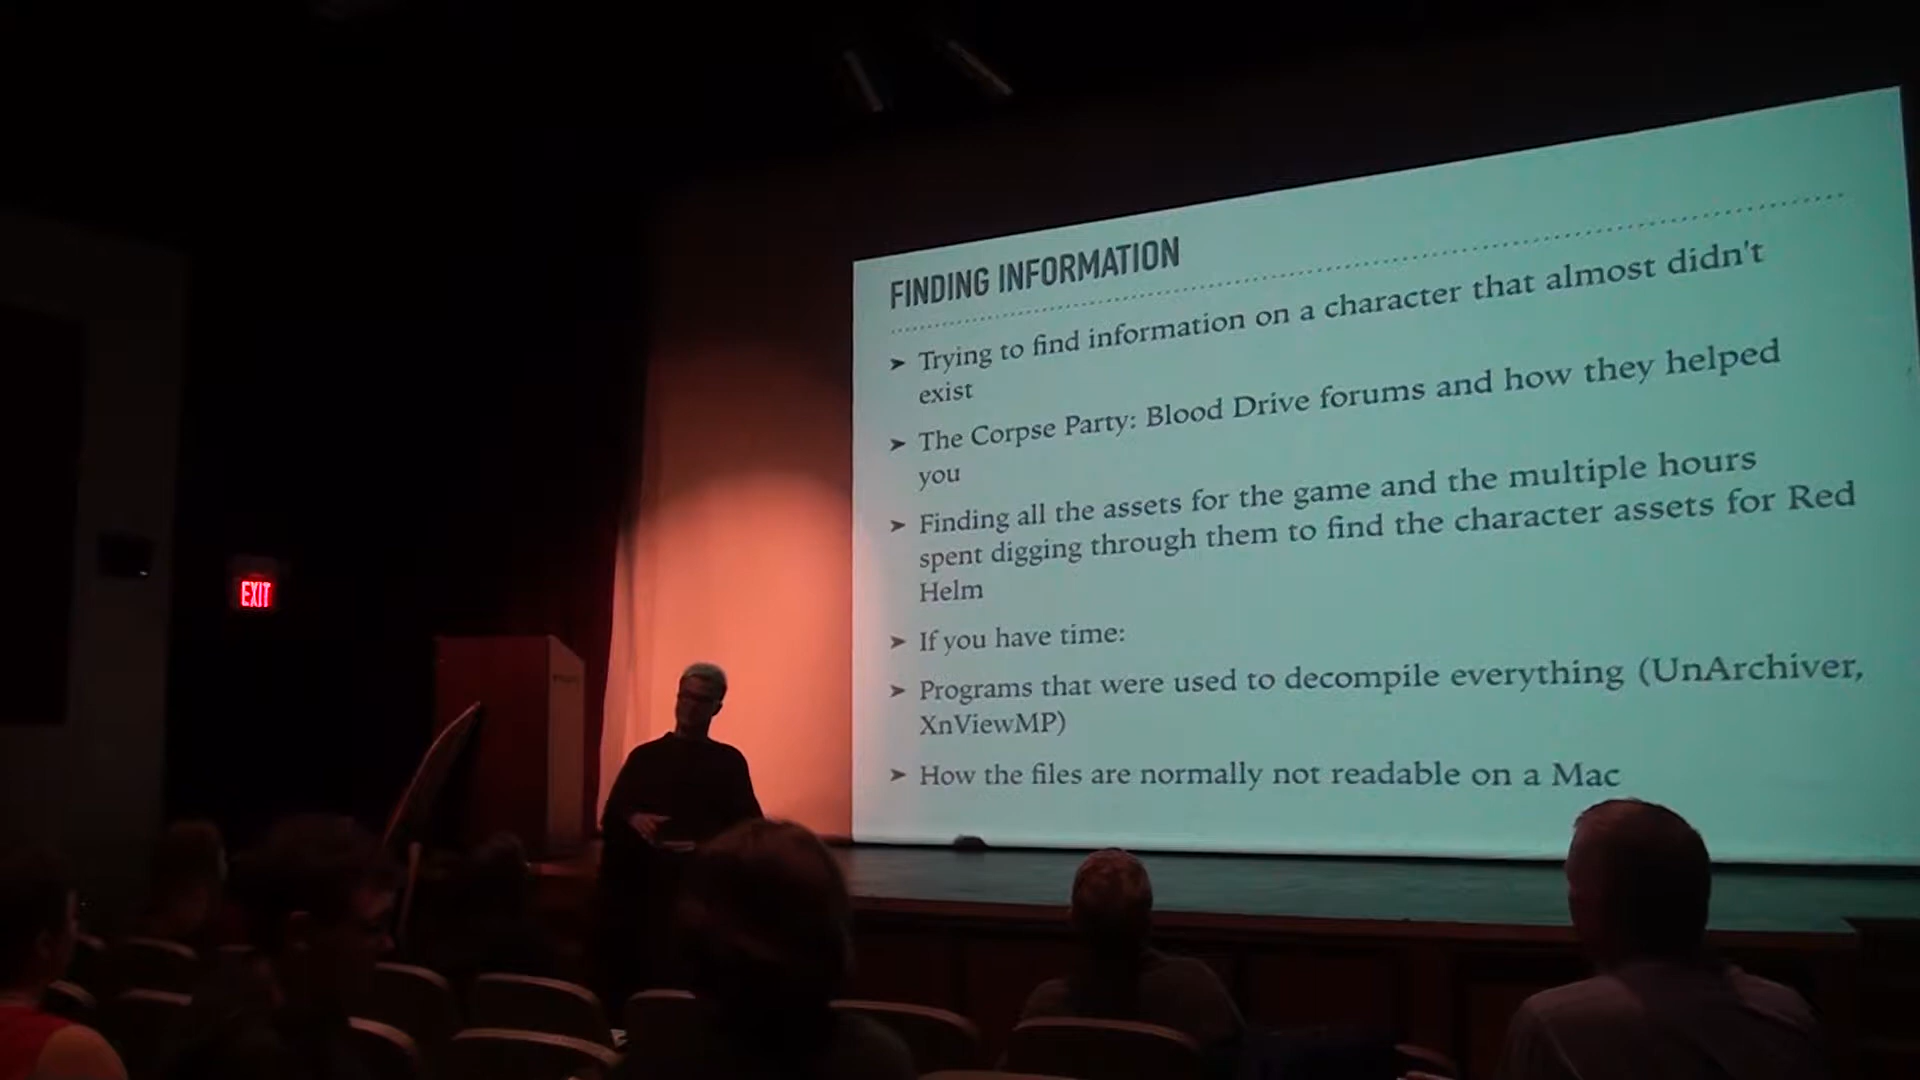 FINDING INFORMATION
➤ Trying to find information on a character that almost didn't
exist
➤ The Corpse Party: Blood Drive forums and how they helped
you
➤ Finding all the assets for the game and the multiple hours
spent digging through them to find the character assets for Red
Helm
➤ If you have time:
➤ Programs that were used to decompile everything (UnArchiver,
XnViewMP)
➤ How the files are normally not readable on a Mac
EXIT